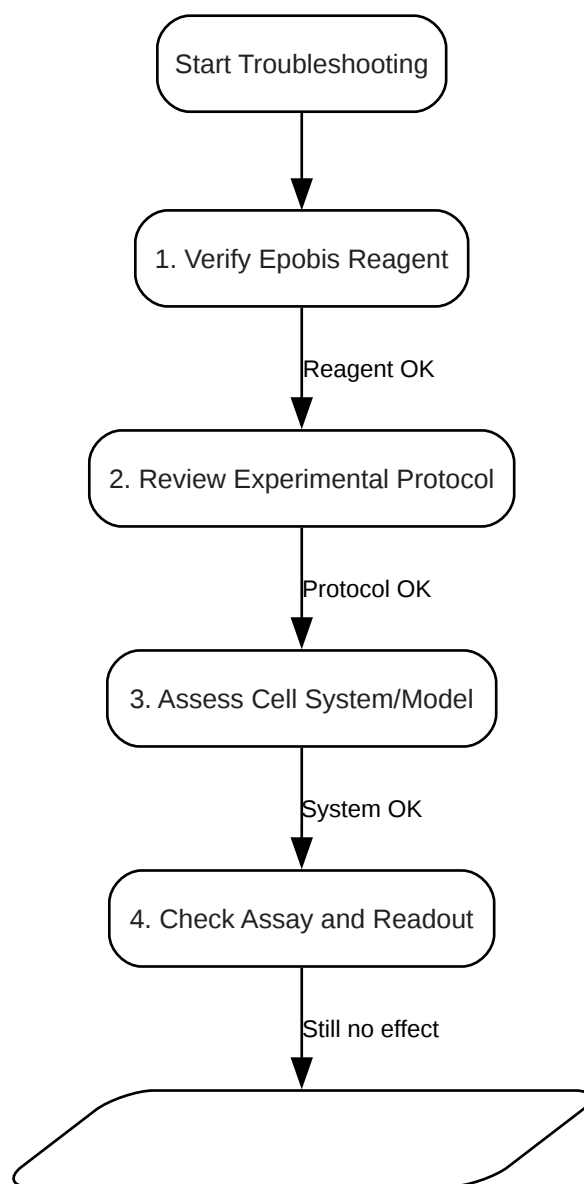 Start Troubleshooting
1. Verify Epobis Reagent
Reagent OK
2. Review Experimental Protocol
Protocol OK
3. Assess Cell System/Model
System OK
4. Check Assay and Readout
Still no effect